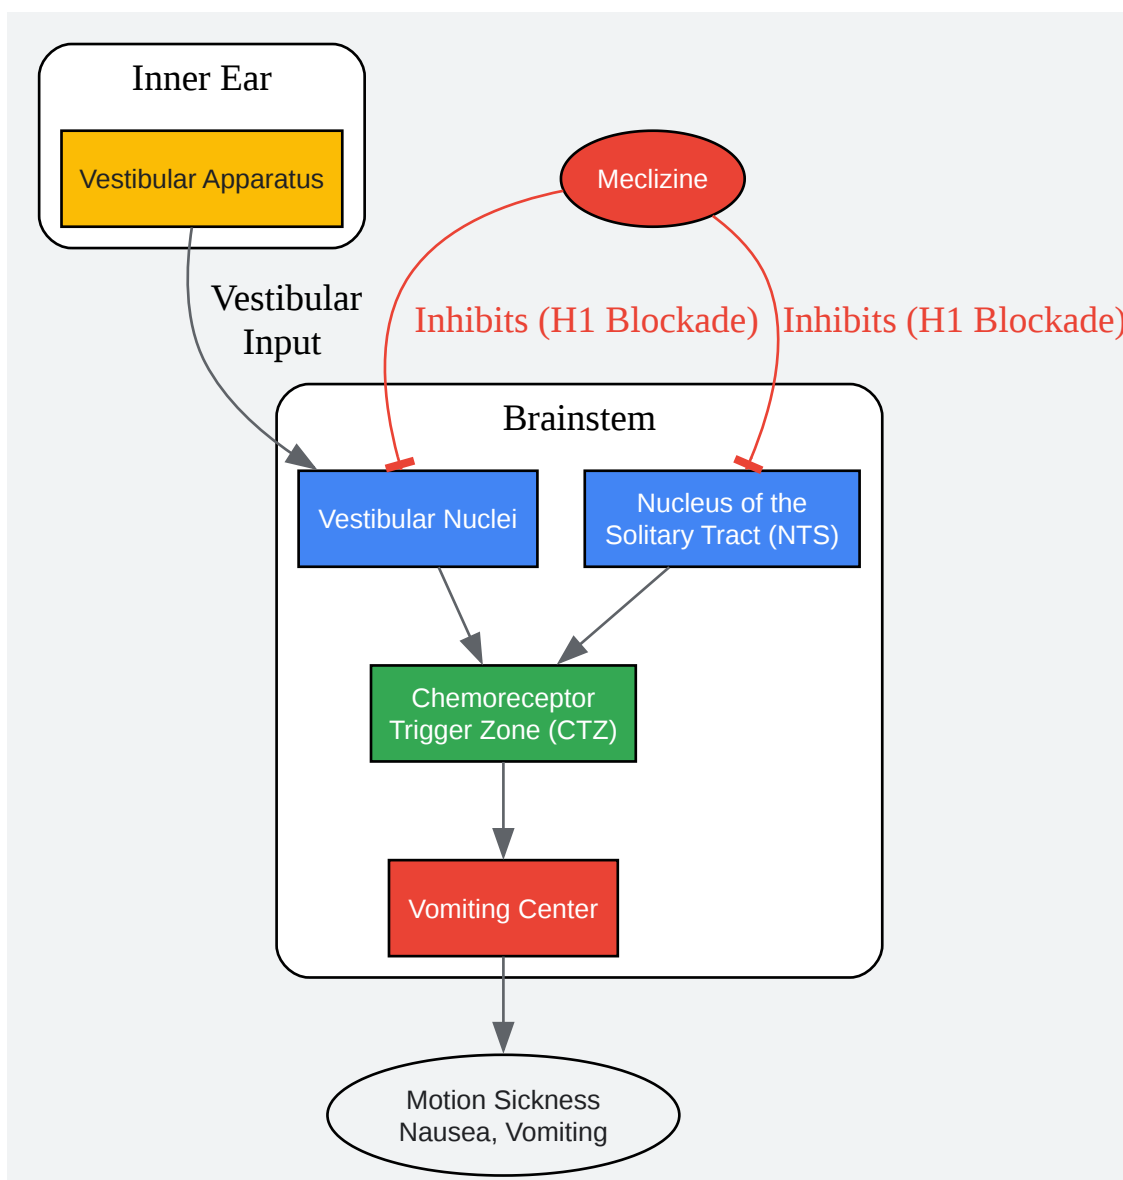 Inner Ear
Vestibular Apparatus
Meclizine
Vestibular
Input
Inhibits (H1 Blockade)
Inhibits (H1 Blockade)
Brainstem
Vestibular Nuclei
Nucleus of the
Solitary Tract (NTS)
Chemoreceptor
Trigger Zone (CTZ)
Vomiting Center
Motion Sickness
Nausea, Vomiting